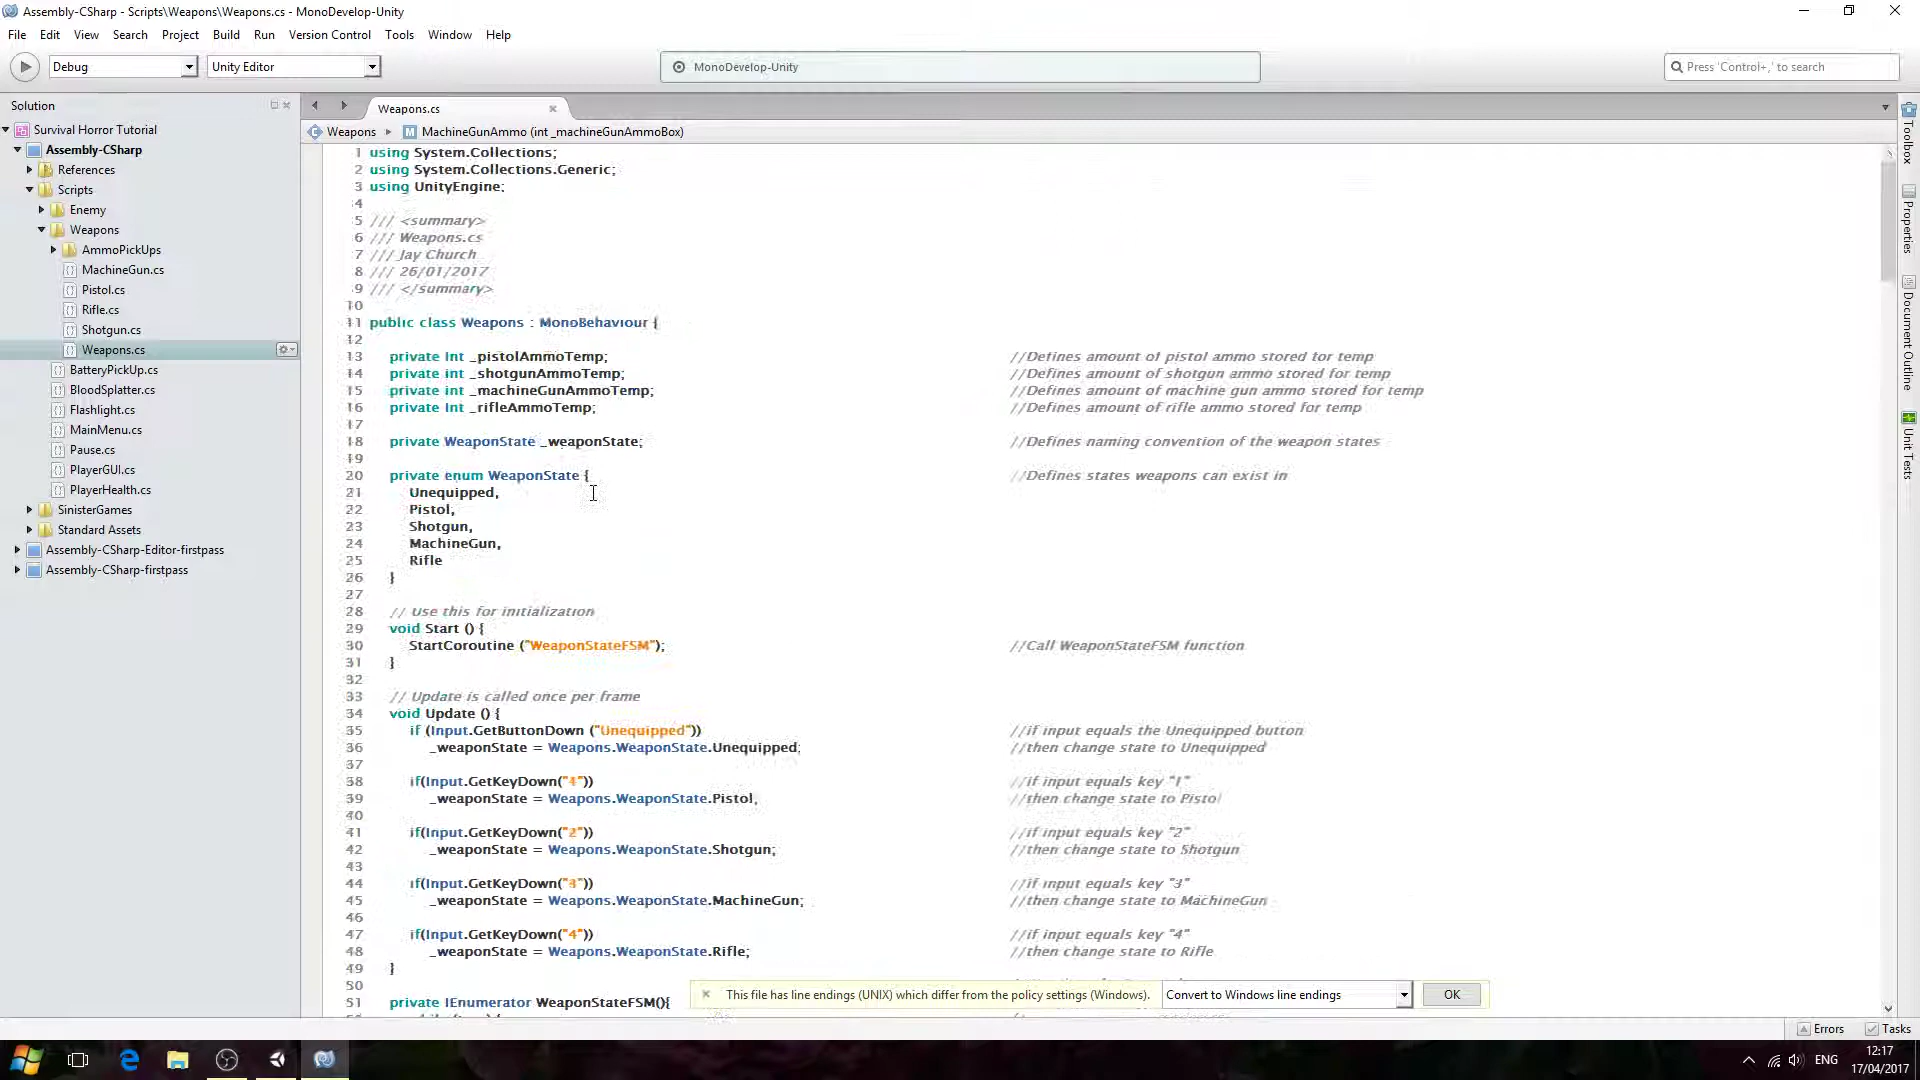 Assembly-CSharp - Scripts\Weapons\Weapons.cs - MonoDevelop-Unity
File Edit View Search Project Build Run Version Control Tools Window Help
Debug Unity Editor MonoDevelop-Unity Press 'Control+,' to search
Solution
Survival Horror Tutorial
Assembly-CSharp
References
Scripts
Enemy
Weapons
AmmoPickUps
MachineGun.cs
Pistol.cs
Rifle.cs
Shotgun.cs
Weapons.cs
BatteryPickUp.cs
BloodSplatter.cs
Flashlight.cs
MainMenu.cs
Pause.cs
PlayerGUI.cs
PlayerHealth.cs
SinisterGames
Standard Assets
Assembly-CSharp-Editor-firstpass
Assembly-CSharp-firstpass
Weapons.cs
Weapons MachineGunAmmo (int _machineGunAmmoBox)
1 using System.Collections;
2 using System.Collections.Generic;
3 using UnityEngine;
4
5 /// <summary>
6 /// Weapons.cs
7 /// Jay Church
8 /// 26/01/2017
9 /// </summary>
10
11 public class Weapons : MonoBehaviour {
12
13 private int _pistolAmmoTemp; //Defines amount of pistol ammo stored for temp
14 private int _shotgunAmmoTemp; //Defines amount of shotgun ammo stored for temp
15 private int _machineGunAmmoTemp; //Defines amount of machine gun ammo stored for temp
16 private int _rifleAmmoTemp; //Defines amount of rifle ammo stored for temp
17
18 private WeaponState _weaponState; //Defines naming convention of the weapon states
19
20 private enum WeaponState { //Defines states weapons can exist in
21 Unequipped,
22 Pistol,
23 Shotgun,
24 MachineGun,
25 Rifle
26 }
27
28 // Use this for initialization
29 void Start () {
30 StartCoroutine ("WeaponStateFSM"); //Call WeaponStateFSM function
31 }
32
33 // Update is called once per frame
34 void Update () {
35 if (Input.GetButtonDown ("Unequipped")) //if input equals the Unequipped button
36 _weaponState = Weapons.WeaponState.Unequipped; //then change state to Unequipped
37
38 if(Input.GetKeyDown("1")) //if input equals key "1"
39 _weaponState = Weapons.WeaponState.Pistol; //then change state to Pistol
40
41 if(Input.GetKeyDown("2")) //if input equals key "2"
42 _weaponState = Weapons.WeaponState.Shotgun; //then change state to Shotgun
43
44 if(Input.GetKeyDown("3")) //if input equals key "3"
45 _weaponState = Weapons.WeaponState.MachineGun; //then change state to MachineGun
46
47 if(Input.GetKeyDown("4")) //if input equals key "4"
48 _weaponState = Weapons.WeaponState.Rifle; //then change state to Rifle
49 }
50
51 private IEnumerator WeaponStateFSM(){
This file has line endings (UNIX) which differ from the policy settings (Windows). Convert to Windows line endings OK
Toolbox
Properties
Document Outline
Unit Tests
Errors Tasks
ENG 12:17
17/04/2017